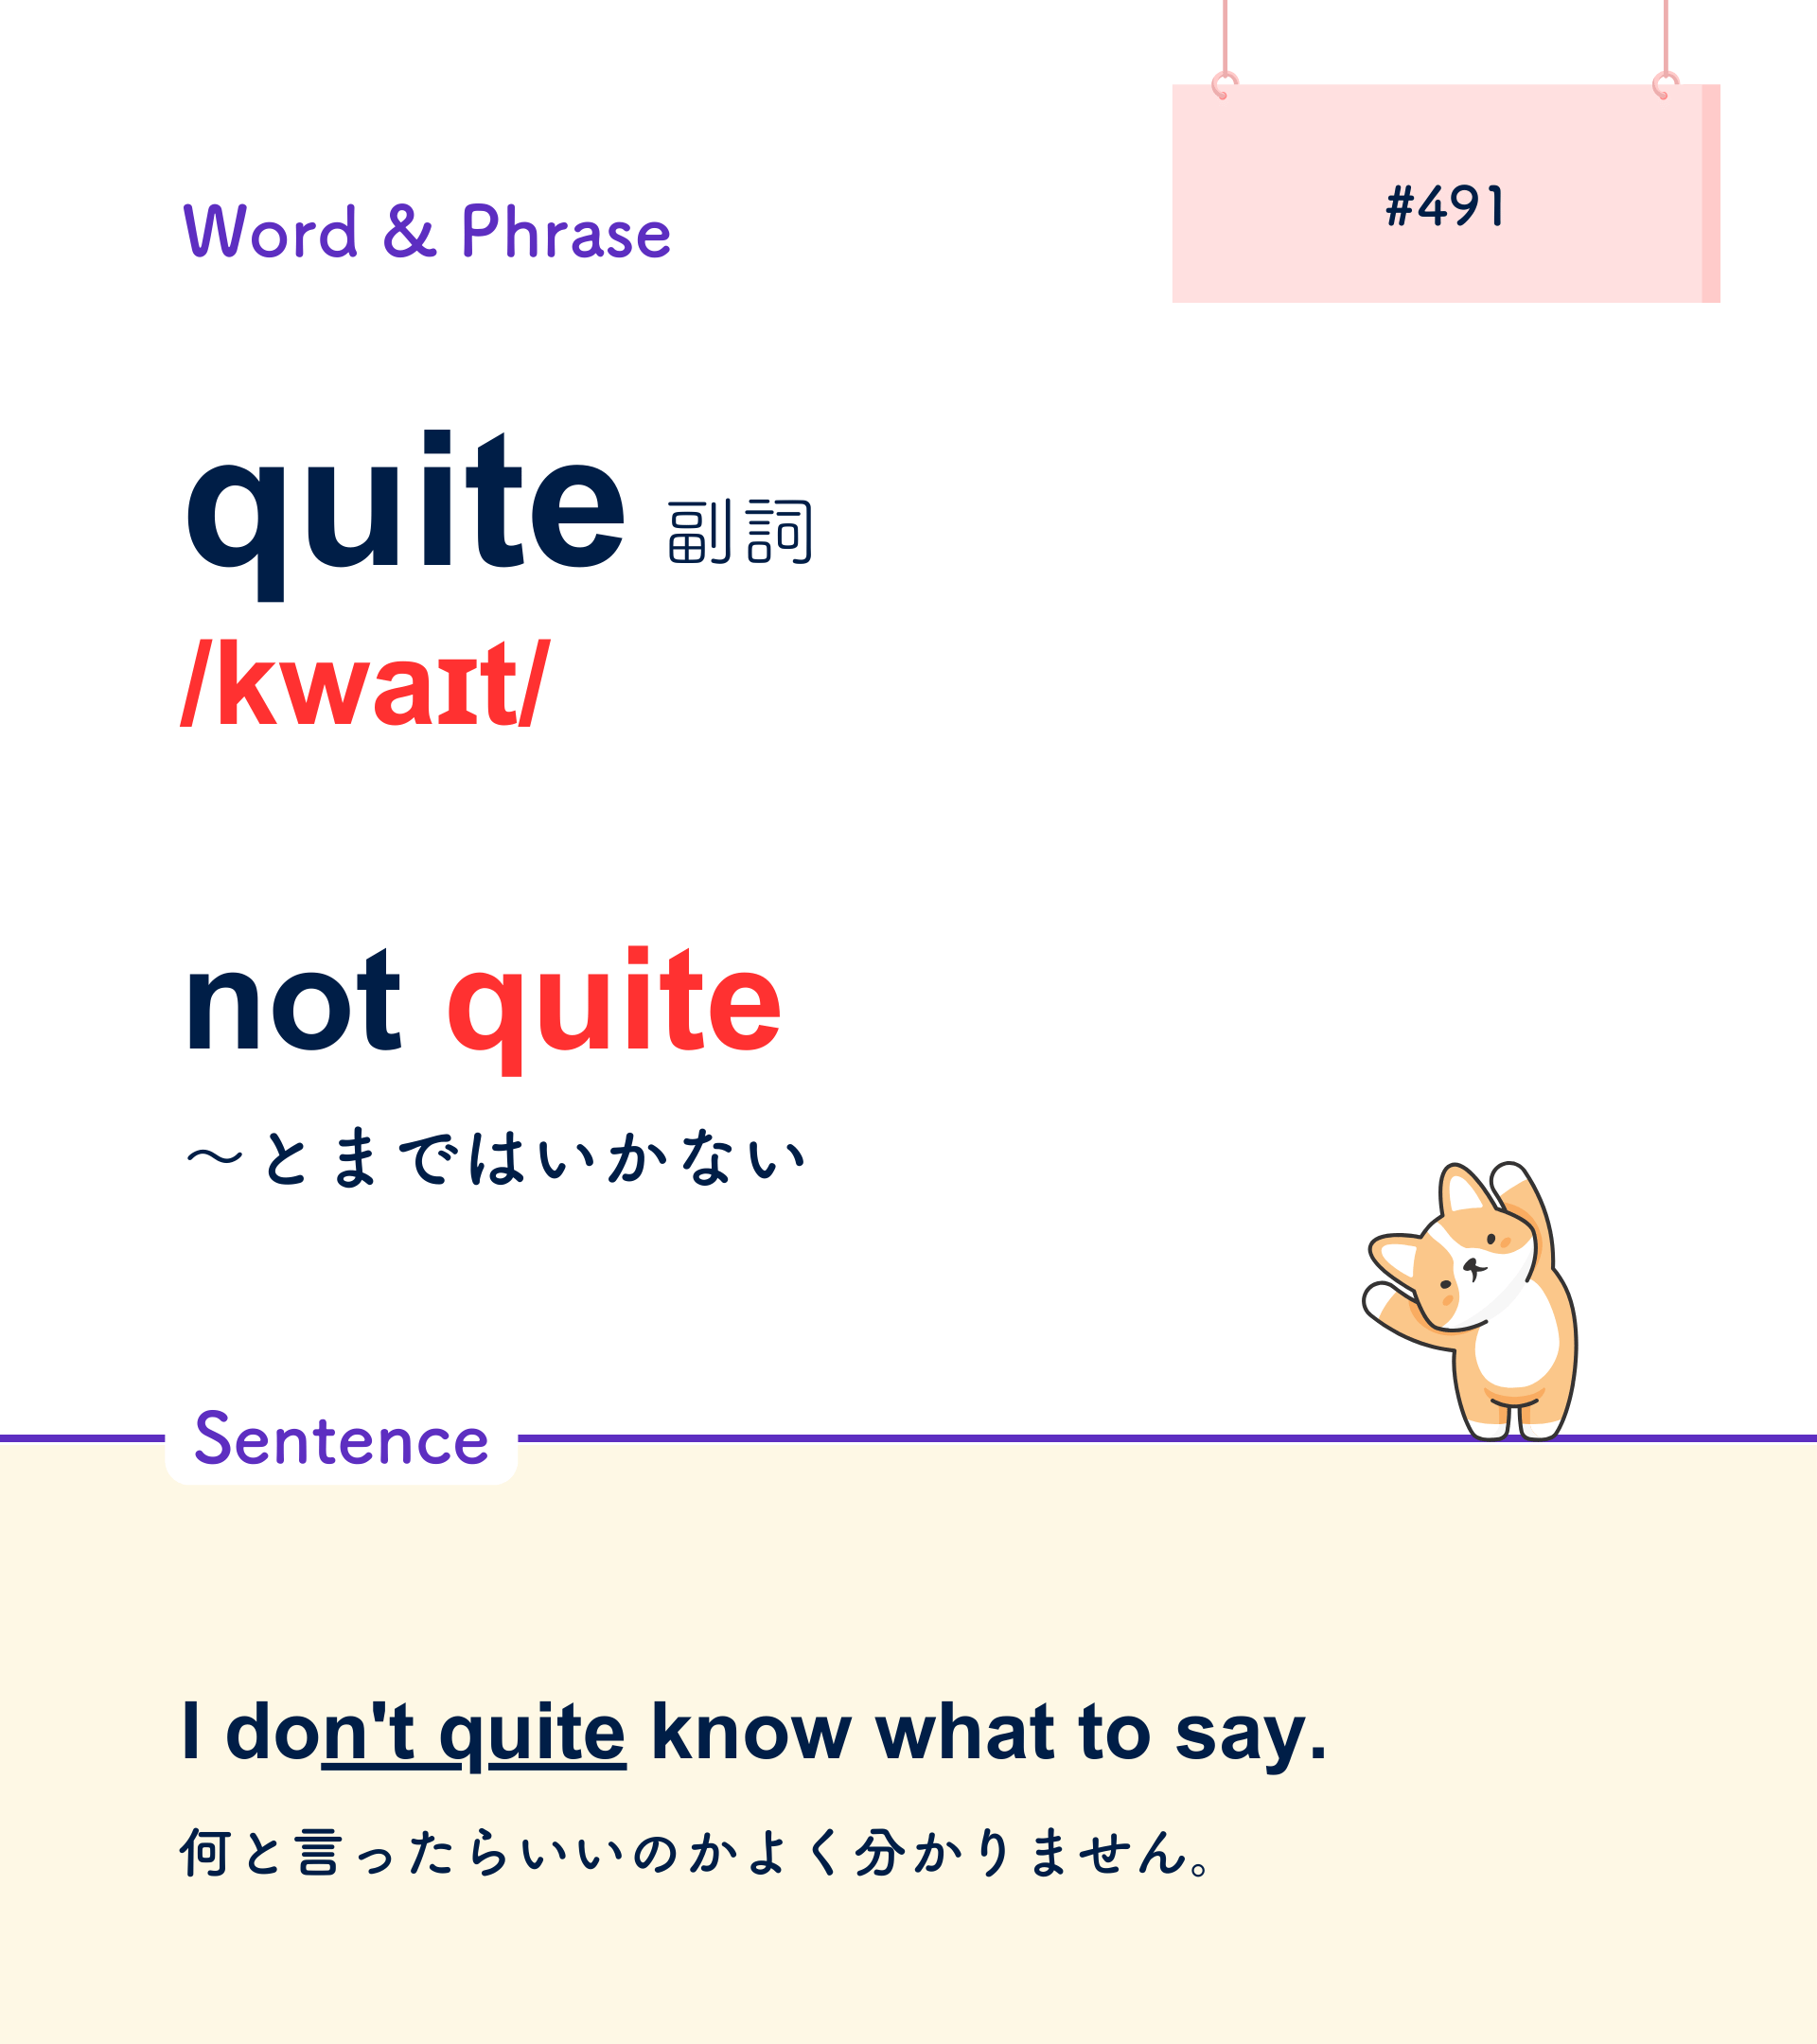 #491
Word & Phrase
quite 副詞
/kwaɪt/
not quite
〜とまではいかない
Sentence
I don't quite know what to say.
何と言ったらいいのかよく分かりません。